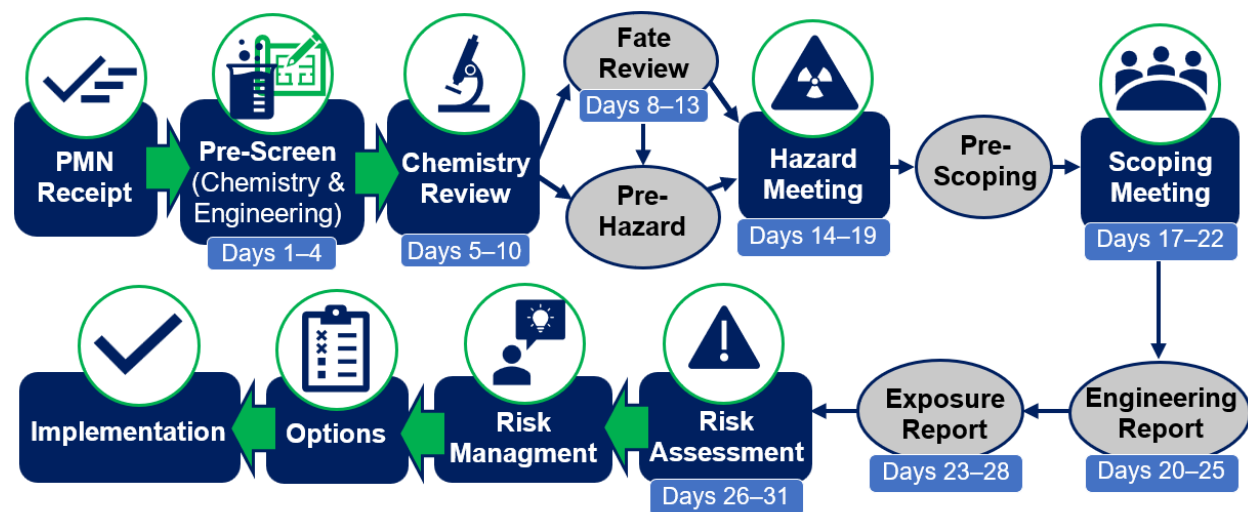 PMN
Receipt
Pre-Screen
(Chemistry &
Engineering)
Days 1–4
Chemistry
Review
Days 5–10
Fate
Review
Days 8–13
Pre-
Hazard
Hazard
Meeting
Days 14–19
Pre-
Scoping
Scoping
Meeting
Days 17–22
Engineering
Report
Days 20–25
Exposure
Report
Days 23–28
Risk
Assessment
Days 26–31
Risk
Managment
Options
Implementation